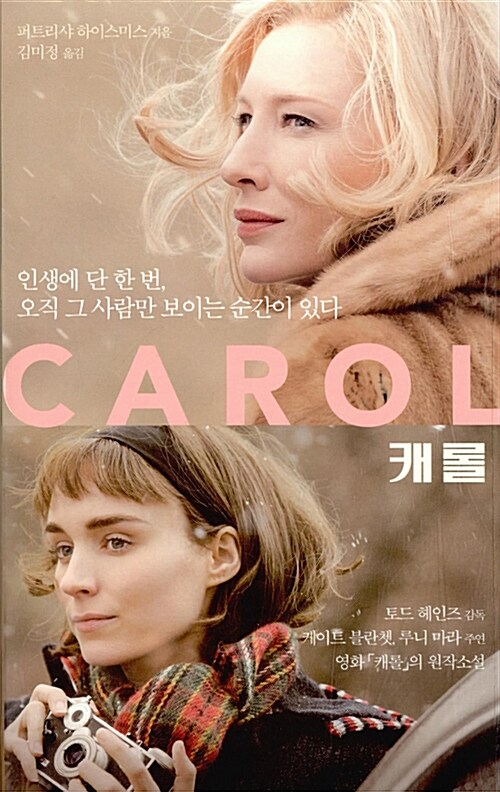 퍼트리샤 하이스미스 지음
김미정 옮김
인생에 단 한 번,
오직 그 사람만 보이는 순간이 있다
CAROL
캐롤
토드 헤인즈 감독
케이트 블란쳇, 루니 마라 주연
영화 「캐롤」의 원작소설